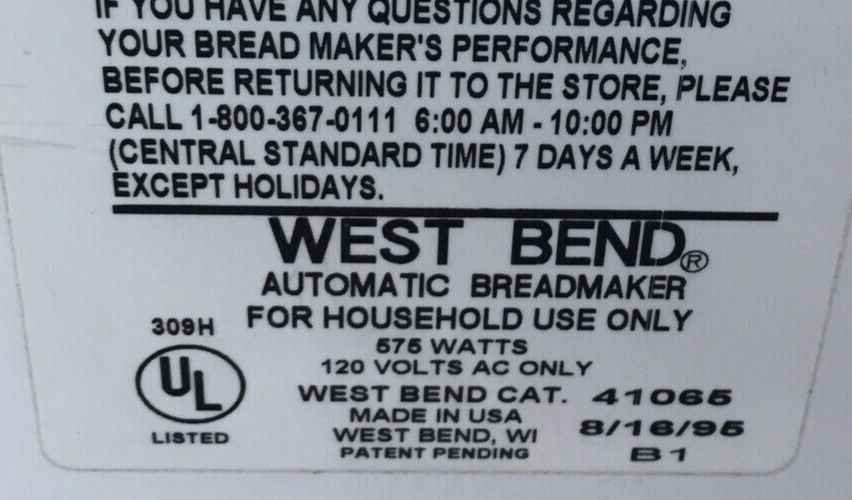 IF YOU HAVE ANY QUESTIONS REGARDING
YOUR BREAD MAKER'S PERFORMANCE,
BEFORE RETURNING IT TO THE STORE, PLEASE
CALL 1-800-367-0111 6:00 AM - 10:00 PM
(CENTRAL STANDARD TIME) 7 DAYS A WEEK,
EXCEPT HOLIDAYS.
WEST BEND®
AUTOMATIC BREADMAKER
309H FOR HOUSEHOLD USE ONLY
575 WATTS
120 VOLTS AC ONLY
UL
WEST BEND CAT. 41065
MADE IN USA
LISTED WEST BEND, WI 8/16/95
PATENT PENDING B1